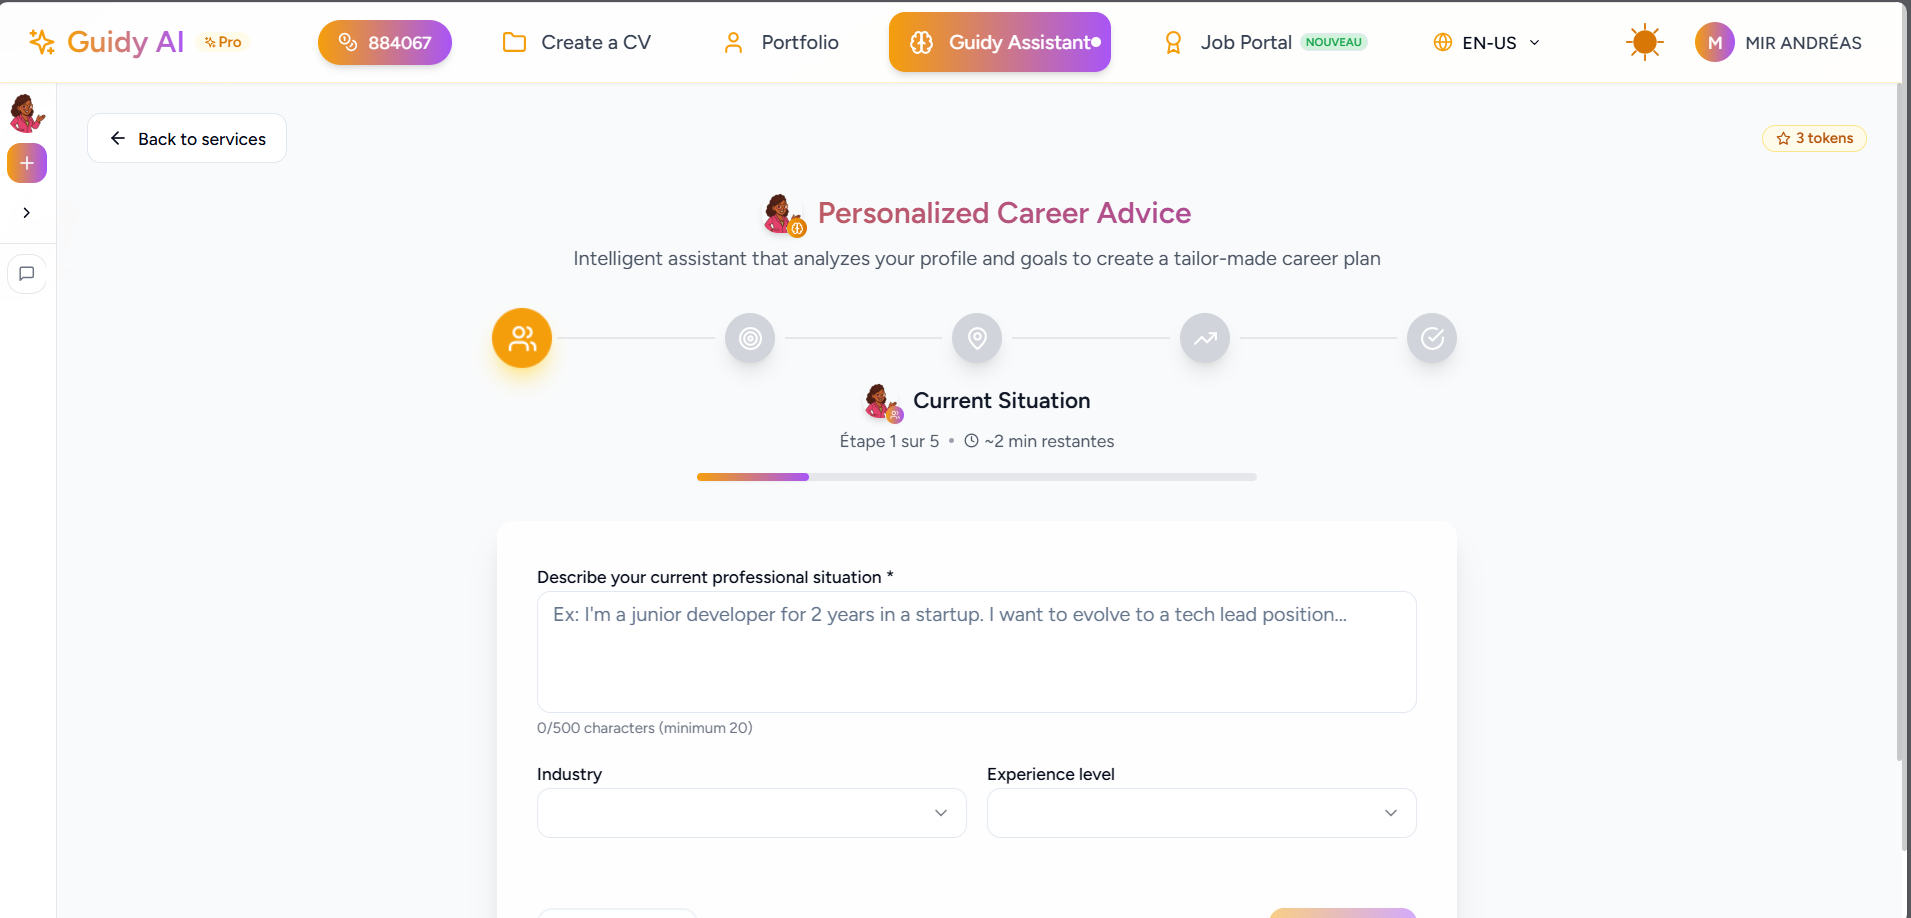 Guidy AI
Pro
884067
Create a CV
Portfolio
Guidy Assistant
Job Portal
NOUVEAU
EN-US
M
MIR ANDRÉAS
Back to services
3 tokens
Personalized Career Advice
Intelligent assistant that analyzes your profile and goals to create a tailor-made career plan
Current Situation
Étape 1 sur 5 • ~2 min restantes
Describe your current professional situation *
Ex: I'm a junior developer for 2 years in a startup. I want to evolve to a tech lead position...
0/500 characters (minimum 20)
Industry
Experience level